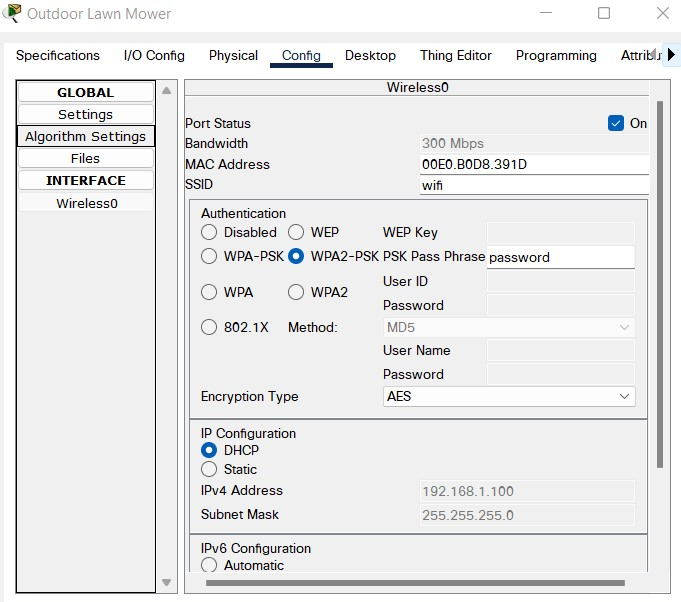 Outdoor Lawn Mower
Specifications I/O Config Physical Config Desktop Thing Editor Programming
GLOBAL
Settings
Algorithm Settings
Files
INTERFACE
Wireless0
Wireless0
Port Status On
Bandwidth 300 Mbps
MAC Address 00E0.B0D8.391D
SSID wifi
Authentication
Disabled WEP WEP Key
WPA-PSK WPA2-PSK PSK Pass Phrase password
User ID
WPA WPA2
Password
802.1X Method: MD5
User Name
Password
Encryption Type AES
IP Configuration
DHCP
Static
IPv4 Address 192.168.1.100
Subnet Mask 255.255.255.0
IPv6 Configuration
Automatic